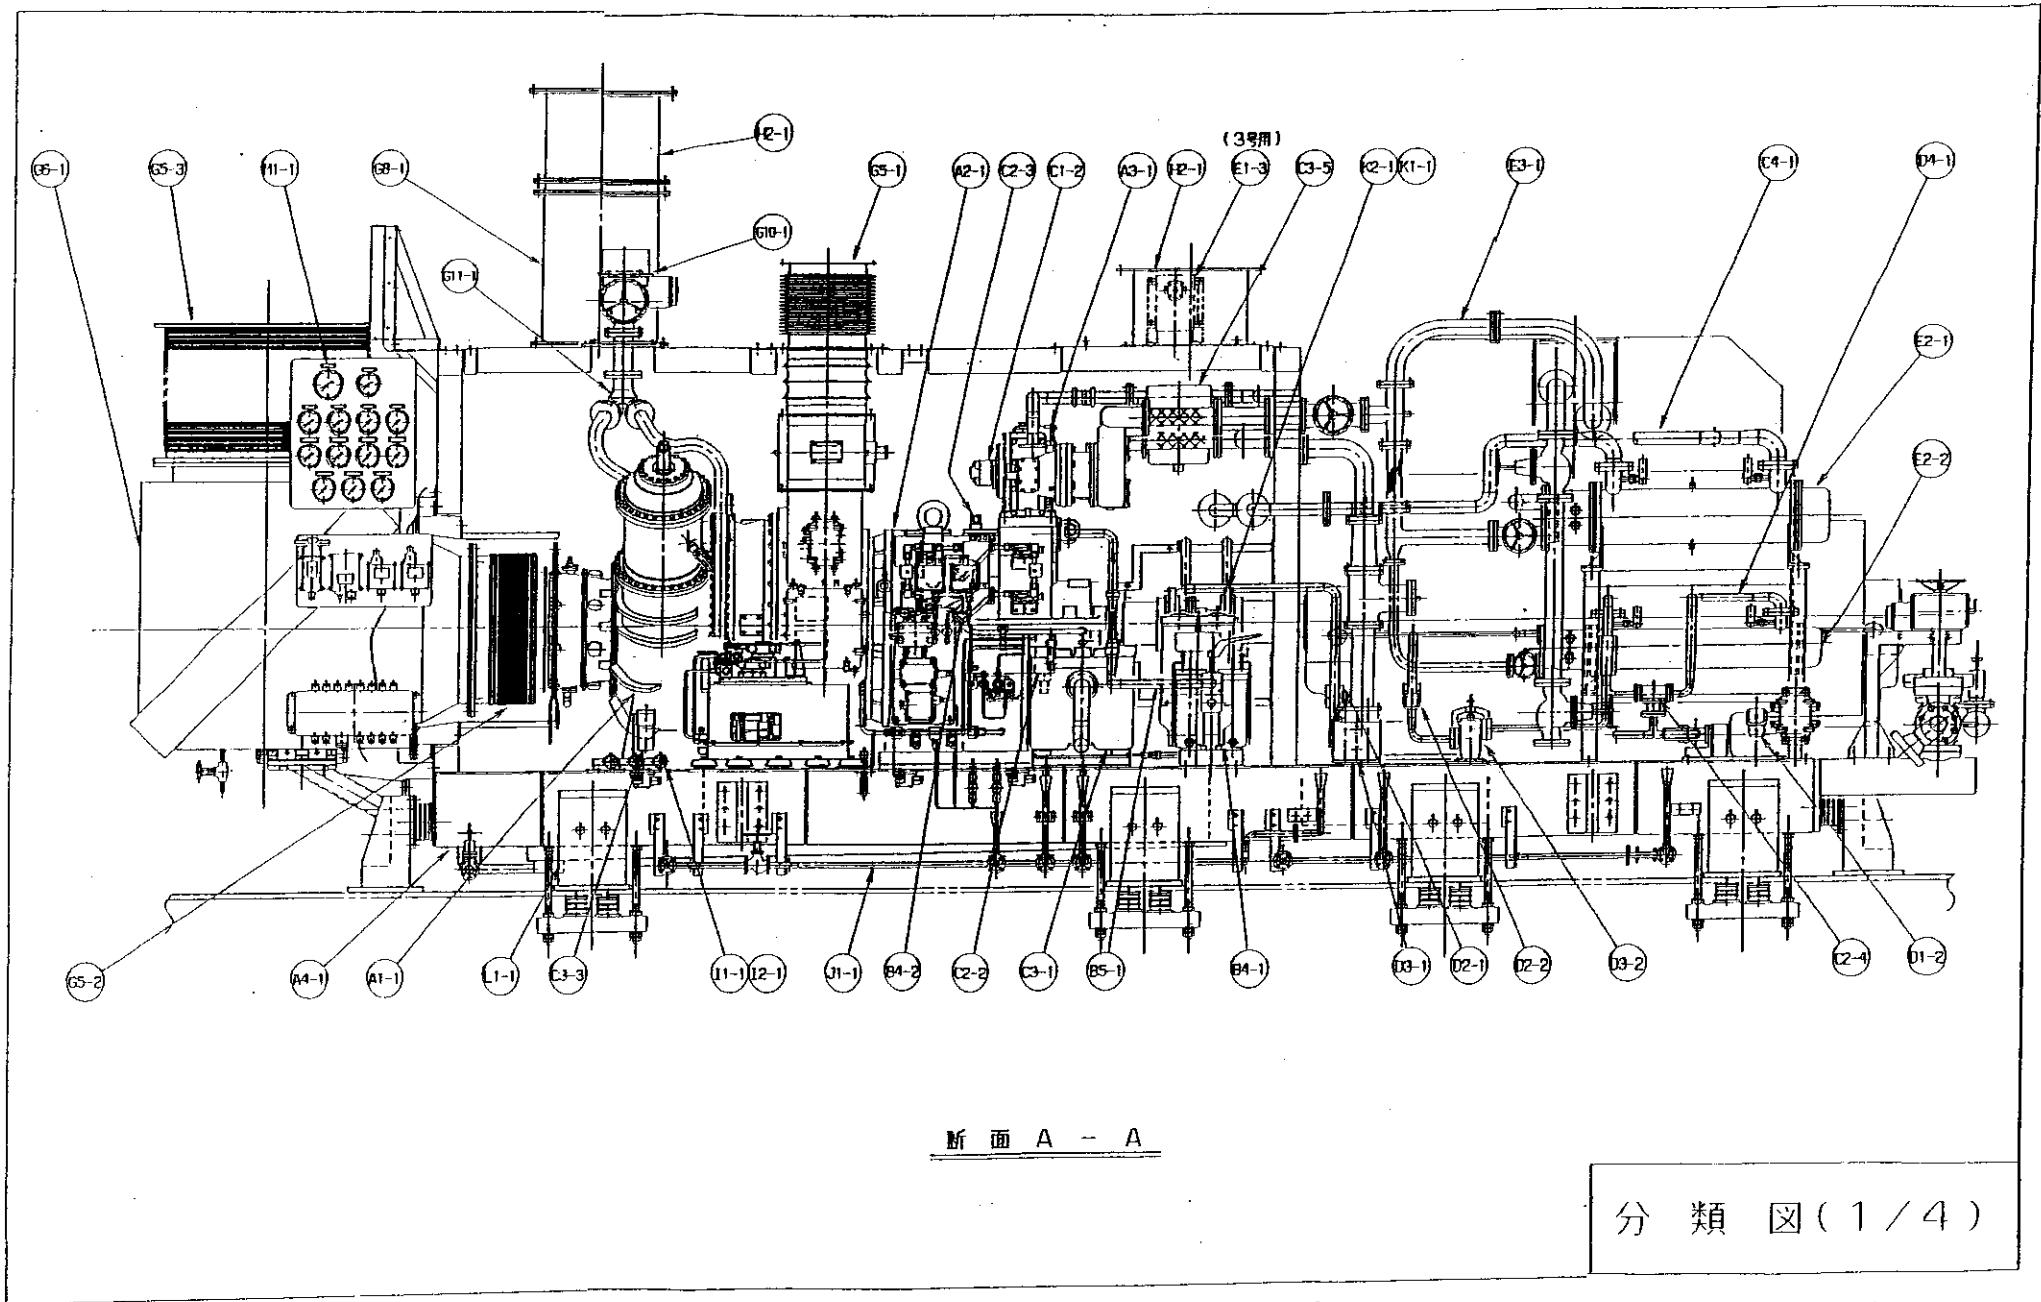 H2-1
(3号用)
G6-1
G5-3
M1-1
G8-1
G5-1
A2-1
C2-3
C1-2
A3-1
H2-1
E1-3
C3-5
K2-1
K1-1
E3-1
C4-1
D4-1
G10-1
G11-1
E2-1
E2-2
G5-2
A4-1
A1-1
L1-1
C3-3
I1-1
I2-1
J1-1
B4-2
C2-2
C3-1
B5-1
B4-1
D3-1
D2-1
D2-2
D3-2
C2-4
D1-2
断面 A - A
分類図(1/4)